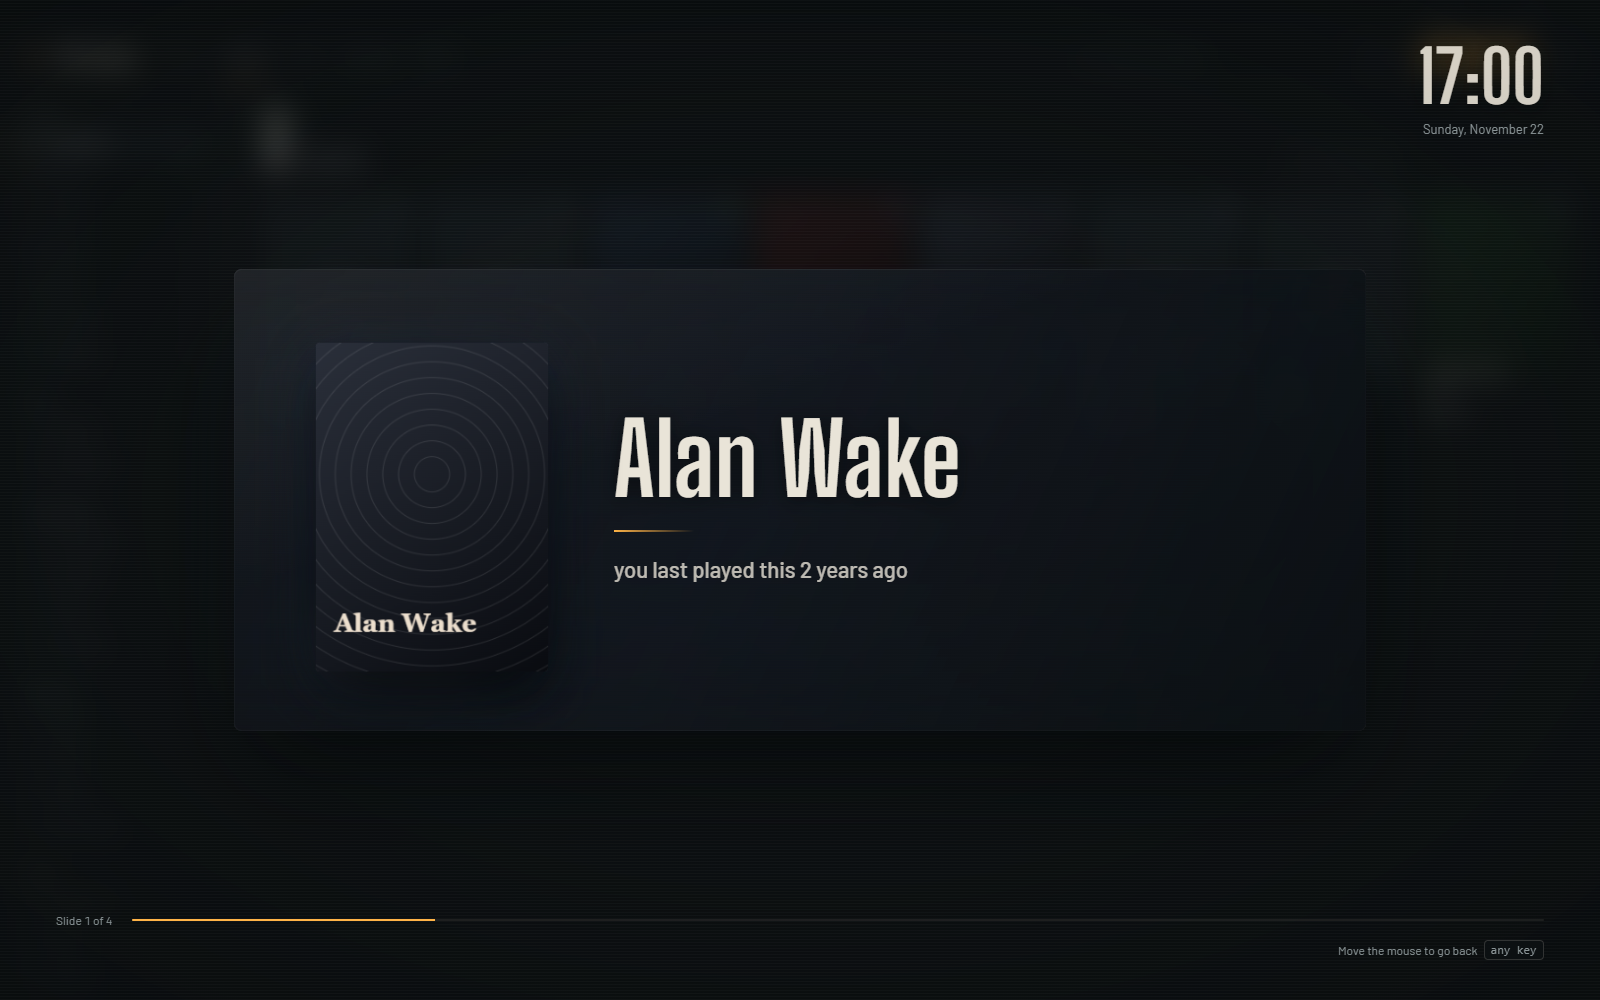 17:00
Sunday, November 22
Alan Wake
you last played this 2 years ago
Alan Wake
Slide 1 of 4
Move the mouse to go back any key